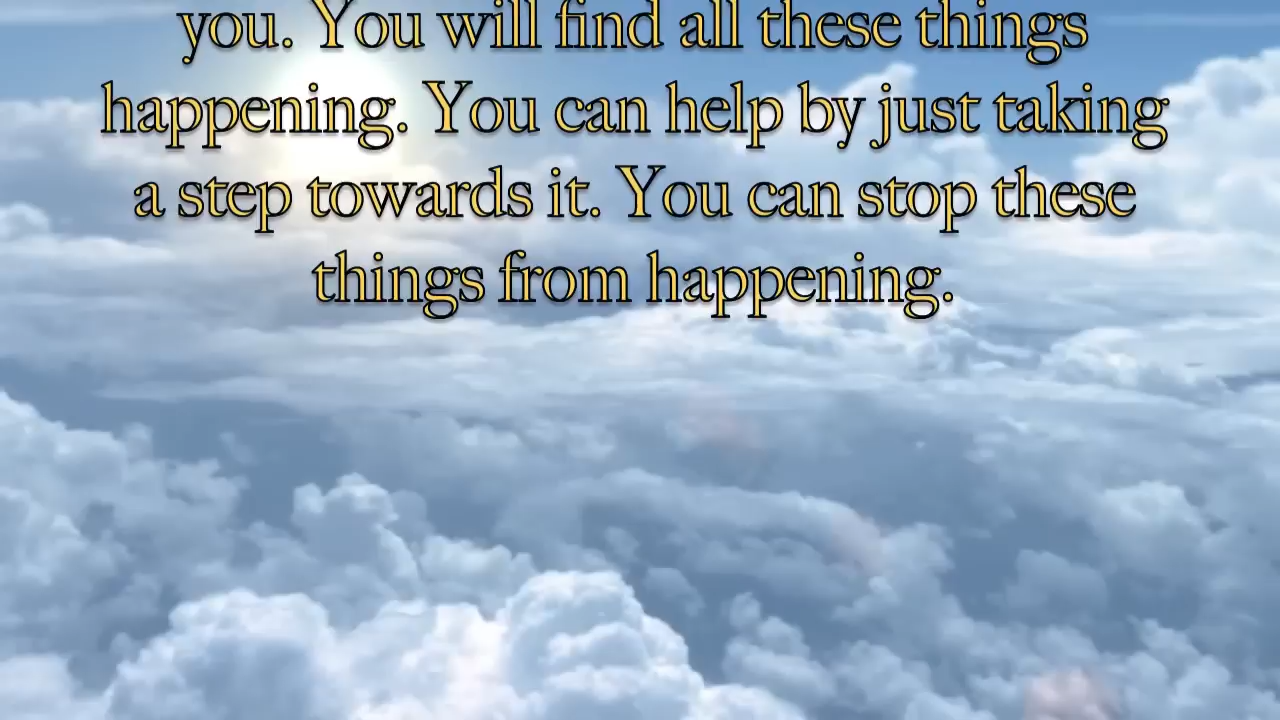 you. You will find all these things
happening. You can help by just taking
a step towards it. You can stop these
things from happening.